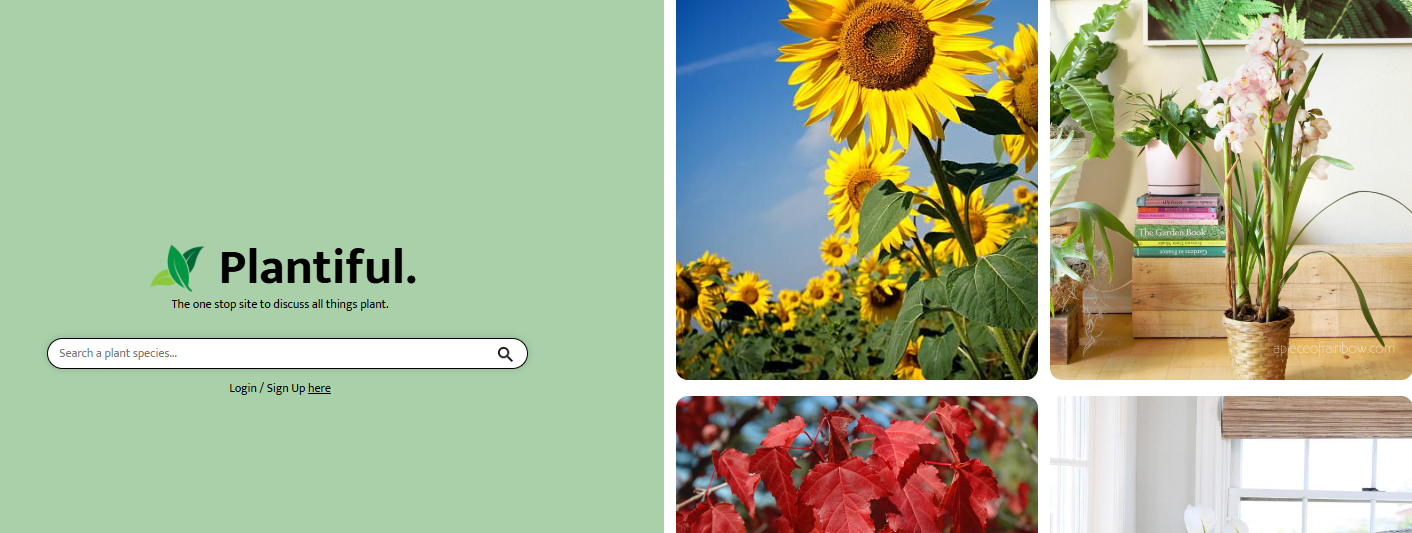 Plantiful.
The one stop site to discuss all things plant.
Search a plant species...
Login / Sign Up here
The Garden Book
Gardens in France
apieceofrainbow.com